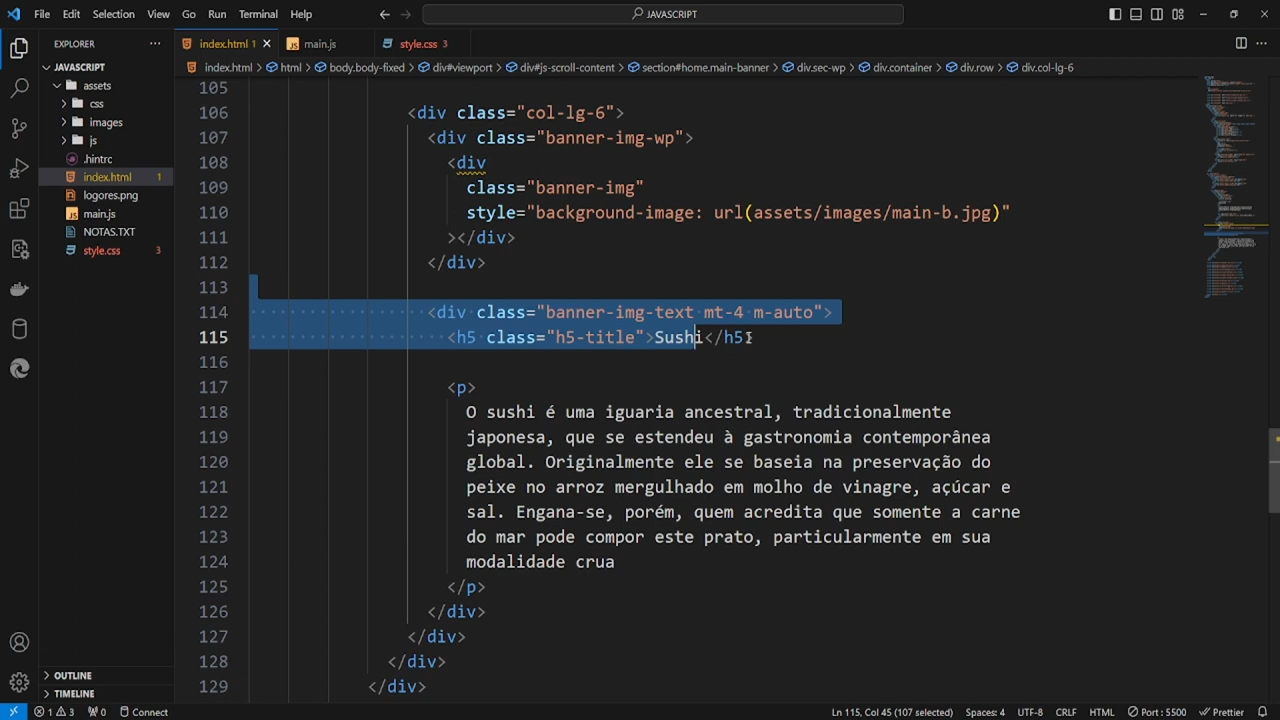 File Edit Selection View Go Run Terminal Help
JAVASCRIPT
EXPLORER
JAVASCRIPT
assets
css
images
js
.hintrc
index.html 1
logores.png
main.js
NOTAS.TXT
style.css 3
OUTLINE
TIMELINE
index.html 1 main.js style.css 3
index.html html body.body-fixed div#viewport div#js-scroll-content section#home.main-banner div.sec-wp div.container div.row div.col-lg-6
105
106 <div class="col-lg-6">
107 <div class="banner-img-wp">
108 <div
109 class="banner-img"
110 style="background-image: url(assets/images/main-b.jpg)"
111 ></div>
112 </div>
113
114 <div class="banner-img-text mt-4 m-auto">
115 <h5 class="h5-title">Sushi</h5>
116
117 <p>
118 O sushi é uma iguaria ancestral, tradicionalmente
119 japonesa, que se estendeu à gastronomia contemporânea
120 global. Originalmente ele se baseia na preservação do
121 peixe no arroz mergulhado em molho de vinagre, açúcar e
122 sal. Engana-se, porém, quem acredita que somente a carne
123 do mar pode compor este prato, particularmente em sua
124 modalidade crua
125 </p>
126 </div>
127 </div>
128 </div>
129 </div>
1 3 0 Connect Ln 115, Col 45 (107 selected) Spaces: 4 UTF-8 CRLF HTML Port : 5500 Prettier